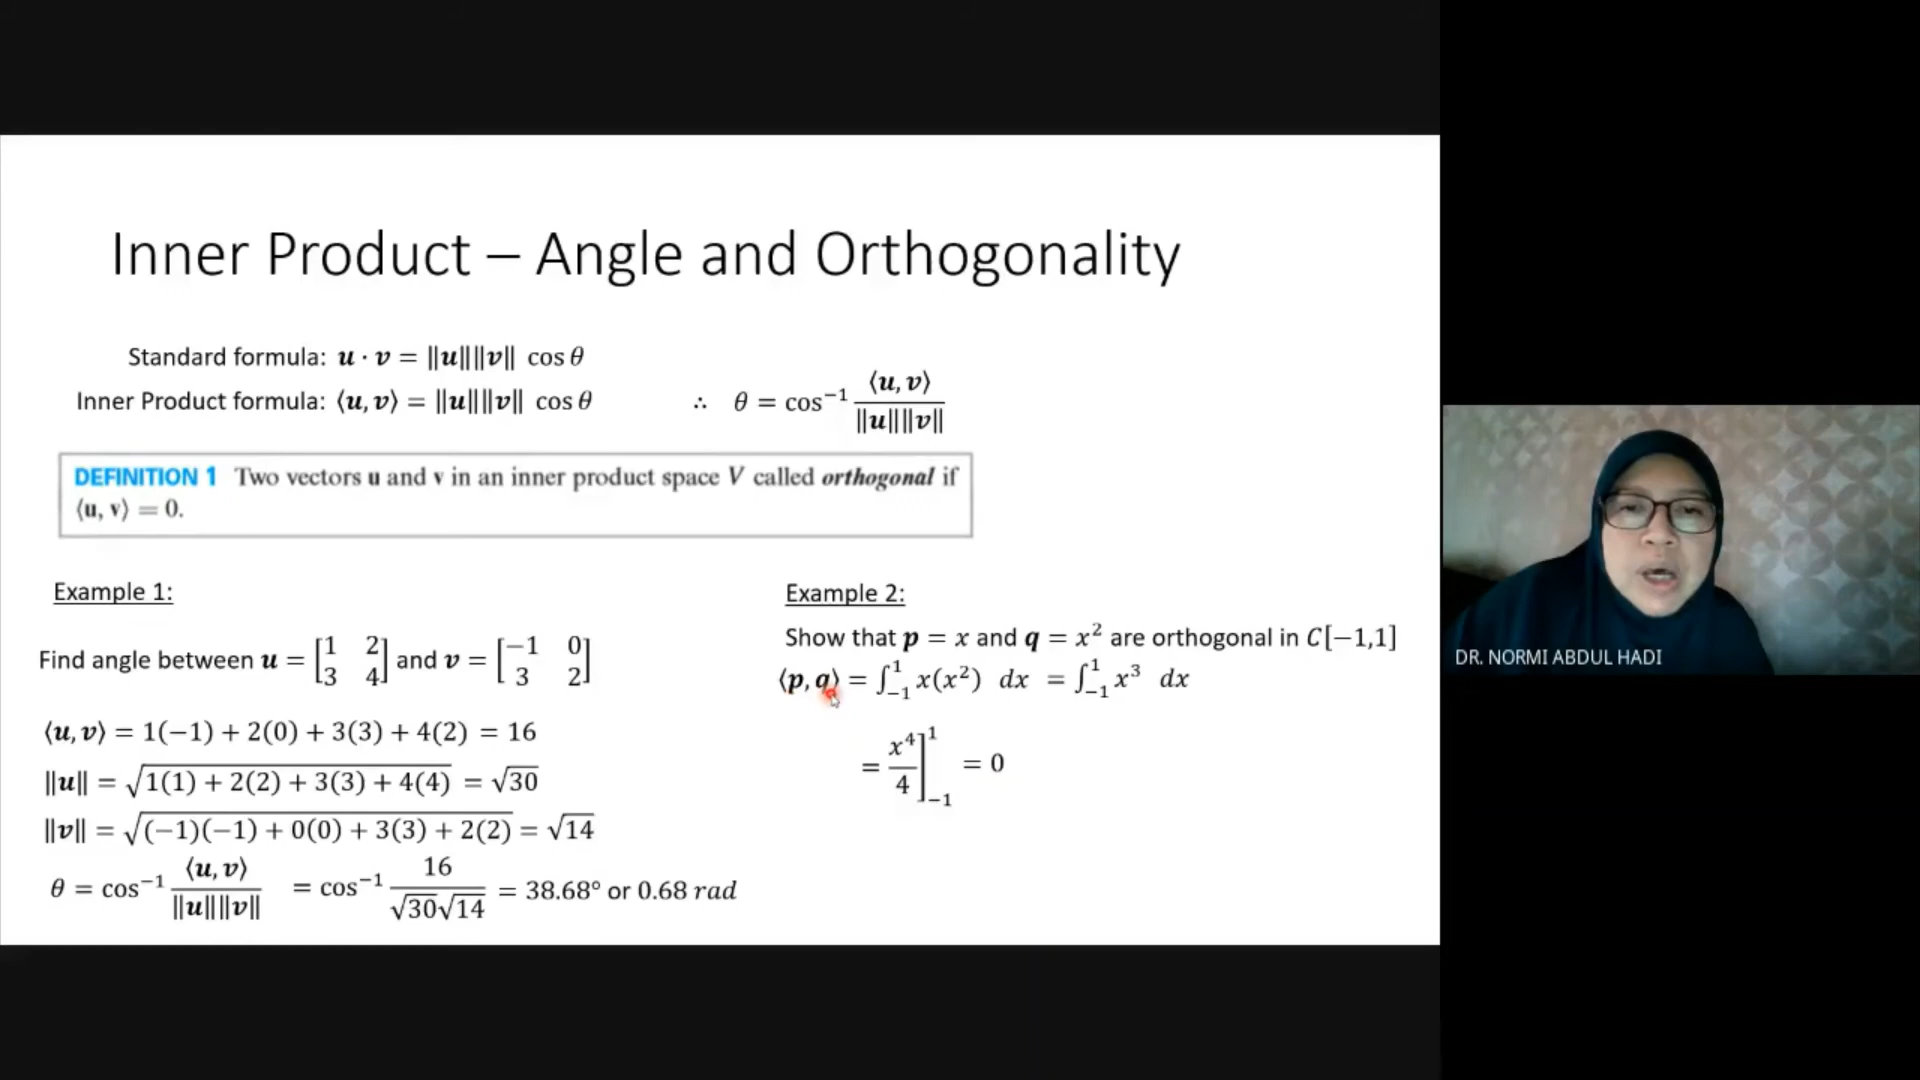 Inner Product – Angle and Orthogonality
Standard formula: u · v = ‖u‖‖v‖ cos θ
Inner Product formula: ⟨u, v⟩ = ‖u‖‖v‖ cos θ
∴ θ = cos⁻¹ ⟨u, v⟩ / ‖u‖‖v‖
DEFINITION 1 Two vectors u and v in an inner product space V called orthogonal if
⟨u, v⟩ = 0.
Example 1:
Find angle between u = [1 2; 3 4] and v = [−1 0; 3 2]
⟨u, v⟩ = 1(−1) + 2(0) + 3(3) + 4(2) = 16
‖u‖ = √(1(1) + 2(2) + 3(3) + 4(4)) = √30
‖v‖ = √((−1)(−1) + 0(0) + 3(3) + 2(2)) = √14
θ = cos⁻¹ ⟨u, v⟩ / ‖u‖‖v‖ = cos⁻¹ 16 / √30√14 = 38.68° or 0.68 rad
Example 2:
Show that p = x and q = x² are orthogonal in C[−1,1]
⟨p, q⟩ = ∫₋₁¹ x(x²) dx = ∫₋₁¹ x³ dx
= x⁴/4]₋₁¹ = 0
DR. NORMI ABDUL HADI